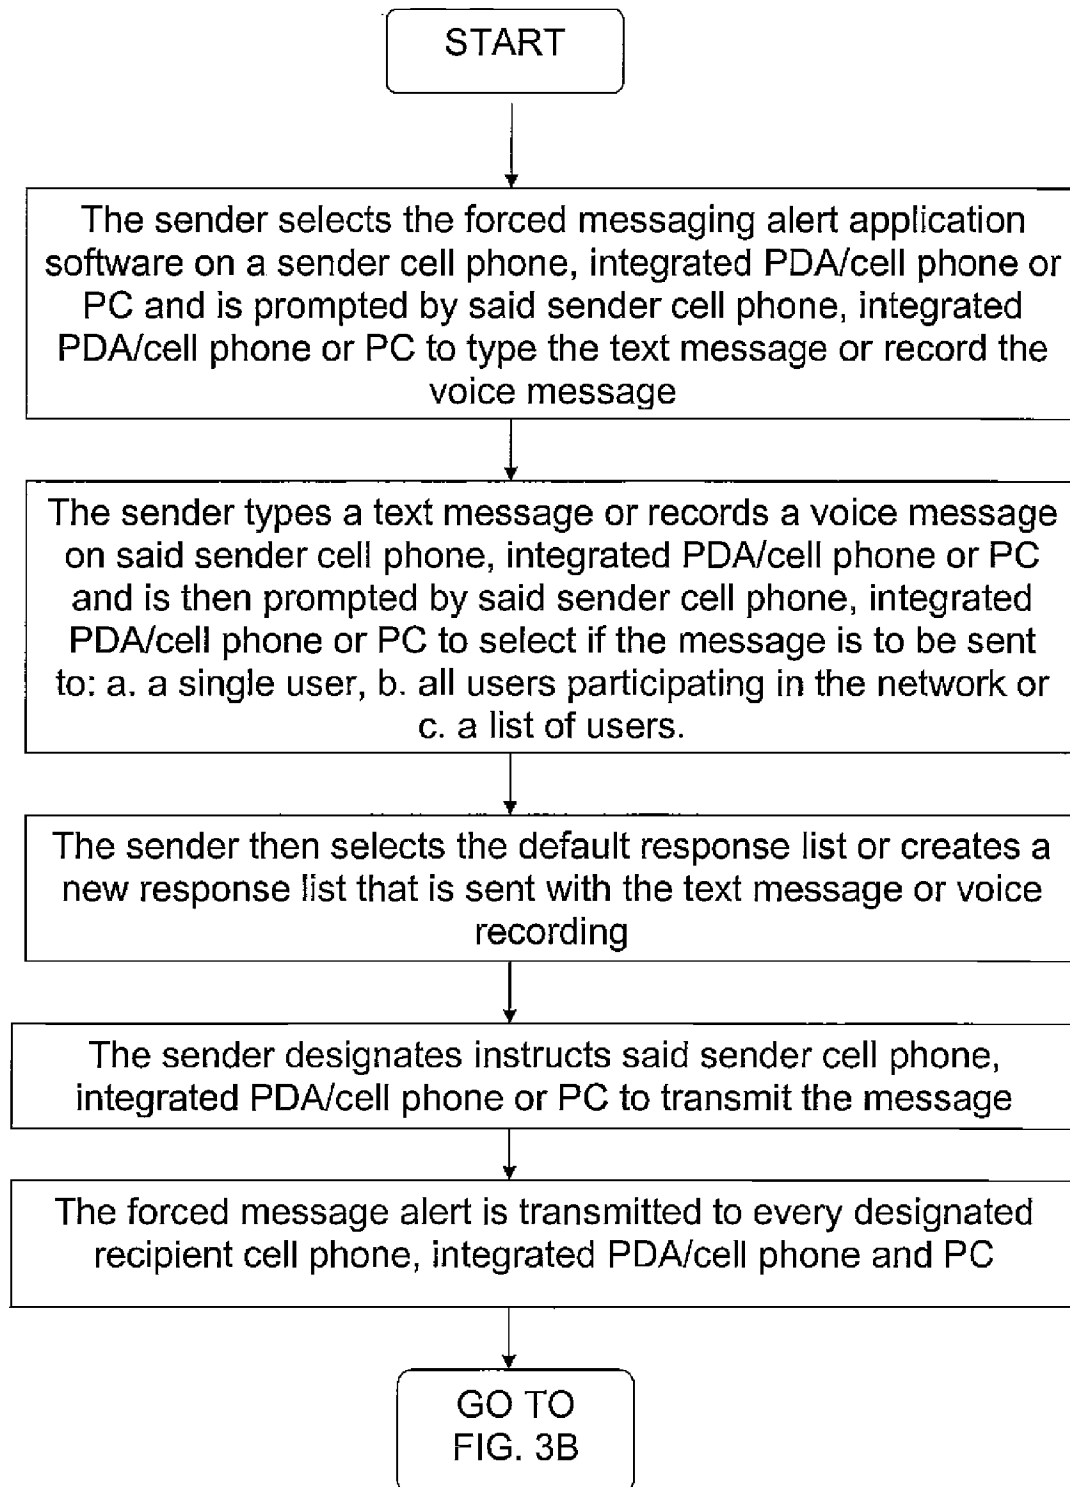 START
The sender selects the forced messaging alert application
software on a sender cell phone, integrated PDA/cell phone or
PC and is prompted by said sender cell phone, integrated
PDA/cell phone or PC to type the text message or record the
voice message
The sender types a text message or records a voice message
on said sender cell phone, integrated PDA/cell phone or PC
and is then prompted by said sender cell phone, integrated
PDA/cell phone or PC to select if the message is to be sent
to: a. a single user, b. all users participating in the network or
c. a list of users.
The sender then selects the default response list or creates a
new response list that is sent with the text message or voice
recording
The sender designates instructs said sender cell phone,
integrated PDA/cell phone or PC to transmit the message
The forced message alert is transmitted to every designated
recipient cell phone, integrated PDA/cell phone and PC
GO TO
FIG. 3B